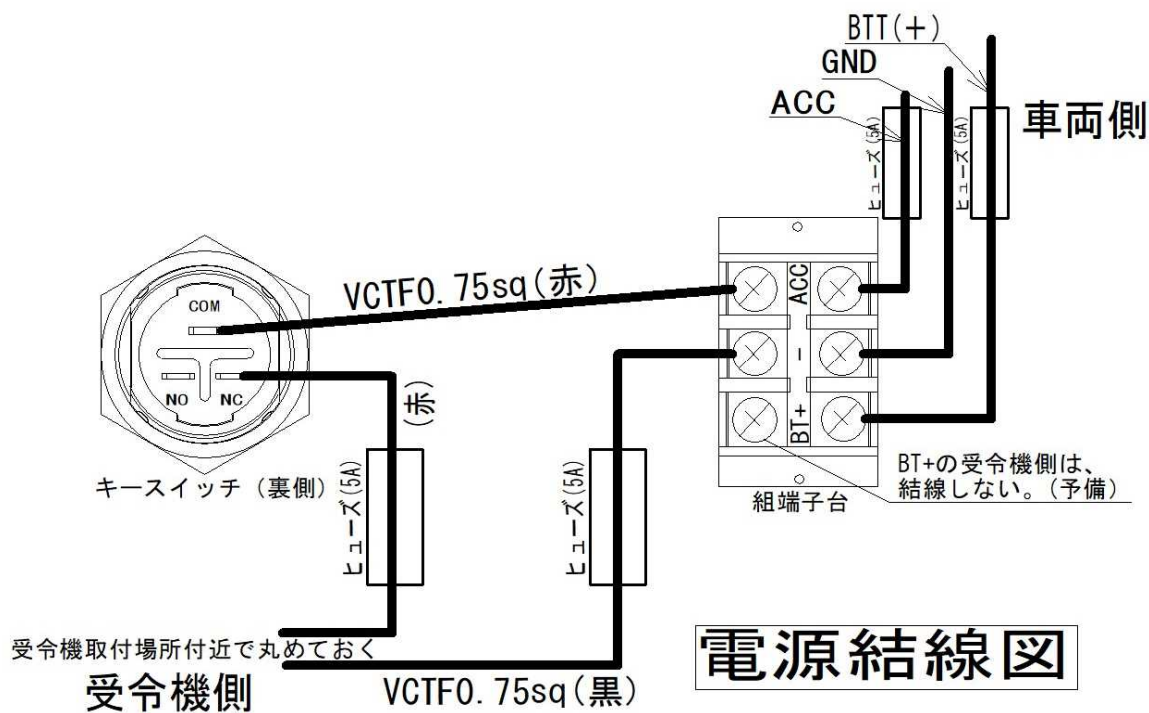 BTT(+)
GND
ACC
車両側
ヒューズ(5A)
ヒューズ(5A)
VCTF0.75sq(赤)
COM
NO
NC
ACC
-
BT+
(赤)
キースイッチ(裏側)
ヒューズ(5A)
ヒューズ(5A)
BT+の受令機側は、
結線しない。(予備)
組端子台
受令機取付場所付近で丸めておく
受令機側
VCTF0.75sq(黒)
電源結線図